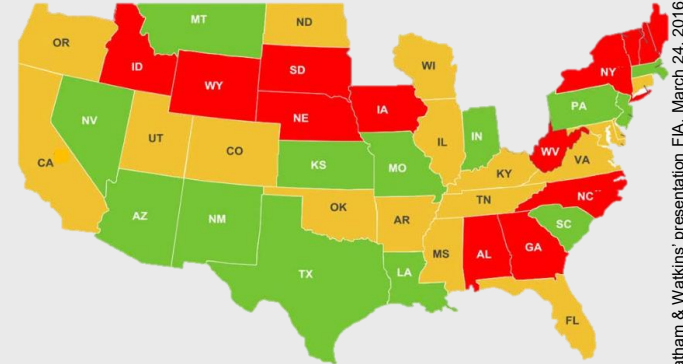 MT
ND
OR
ID
SD
WI
NY
WY
IA
PA
NE
NV
IL
IN
UT
CO
WV
CA
KS
MO
VA
KY
NC
OK
TN
AZ
NM
AR
SC
MS
AL
GA
TX
LA
FL
atham & Watkins' presentation FIA, March 24, 2016